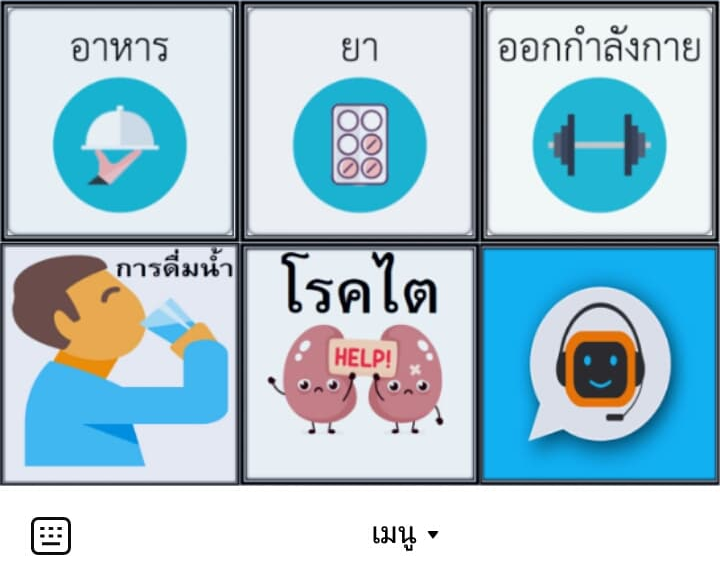 อาหาร
ยา
ออกกำลังกาย
การดื่มน้ำ
โรคไต
HELP!
เมนู